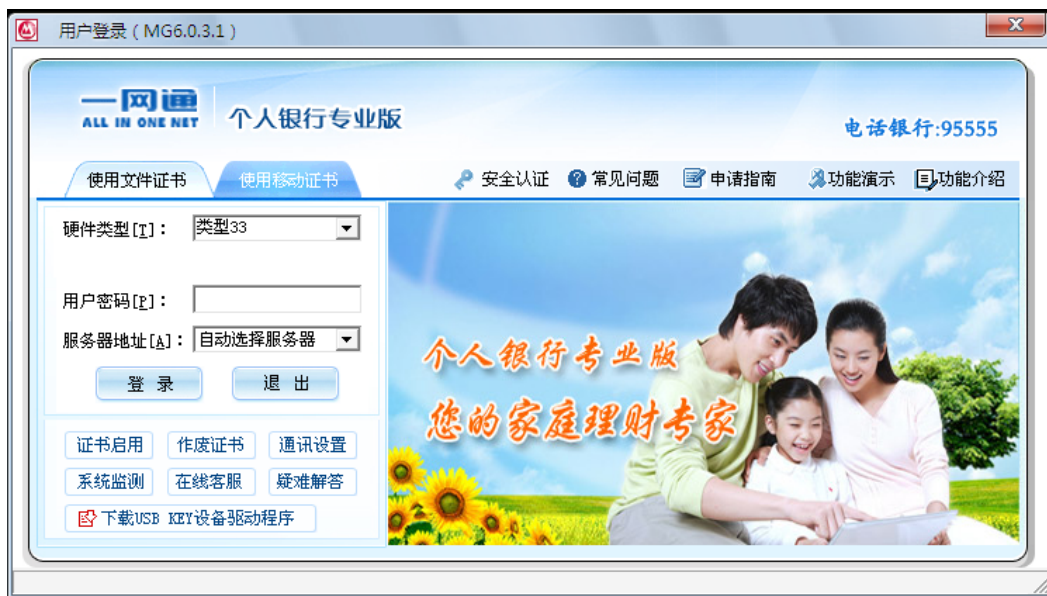 用户登录 ( MG6.0.3.1 )
一网通
ALL IN ONE NET
个人银行专业版
电话银行:95555
使用文件证书 使用移动证书 安全认证 常见问题 申请指南 功能演示 功能介绍
硬件类型[T]: 类型33
用户密码[P]:
服务器地址[A]: 自动选择服务器
登 录 退 出
证书启用 作废证书 通讯设置
系统监测 在线客服 疑难解答
下载USB KEY设备驱动程序
个人银行专业版
您的家庭理财专家